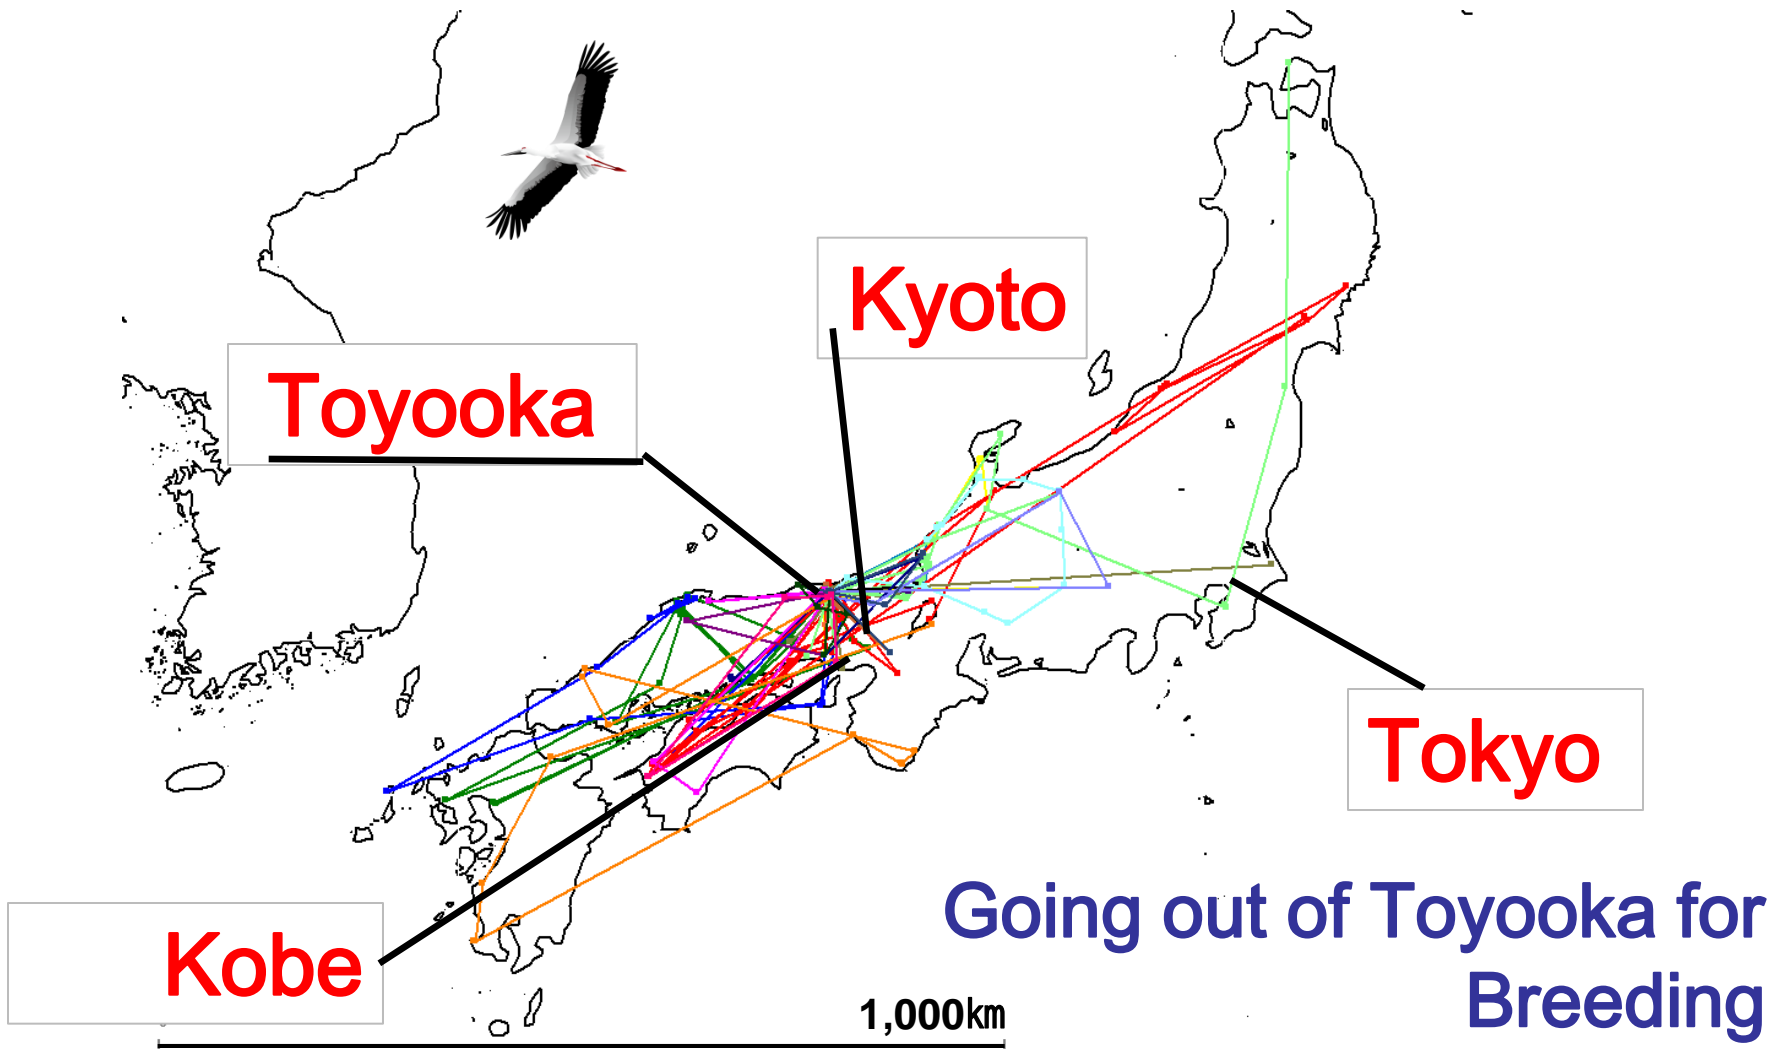 Kyoto
Toyooka
Tokyo
Kobe
Going out of Toyooka for
Breeding
1,000㎞